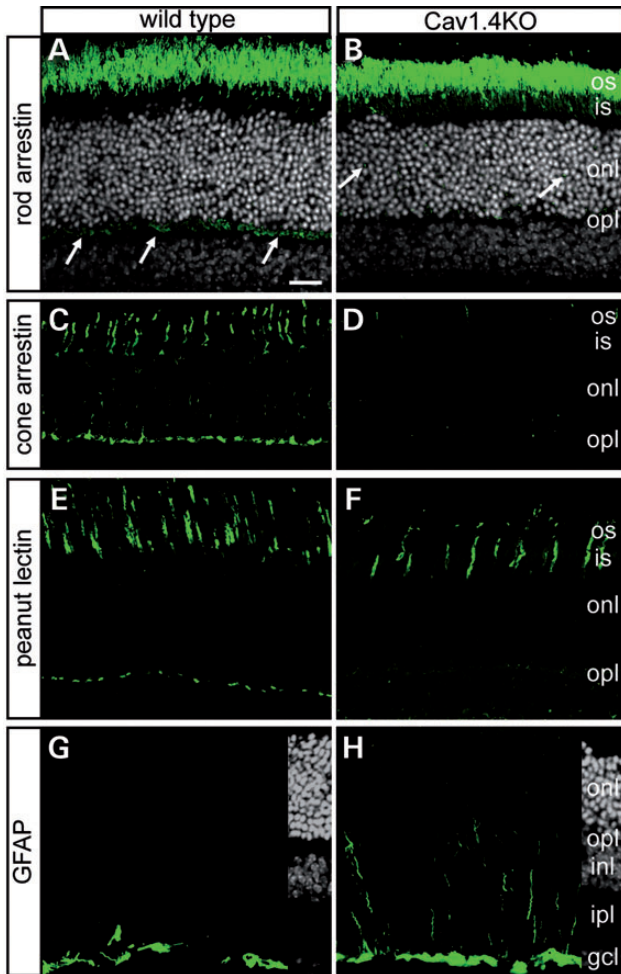 wild type
Cav1.4KO
rod arrestin
A
B
os
is
onl
opl
cone arrestin
C
D
os
is
onl
opl
peanut lectin
E
F
os
is
onl
opl
GFAP
G
H
onl
opl
inl
ipl
gcl